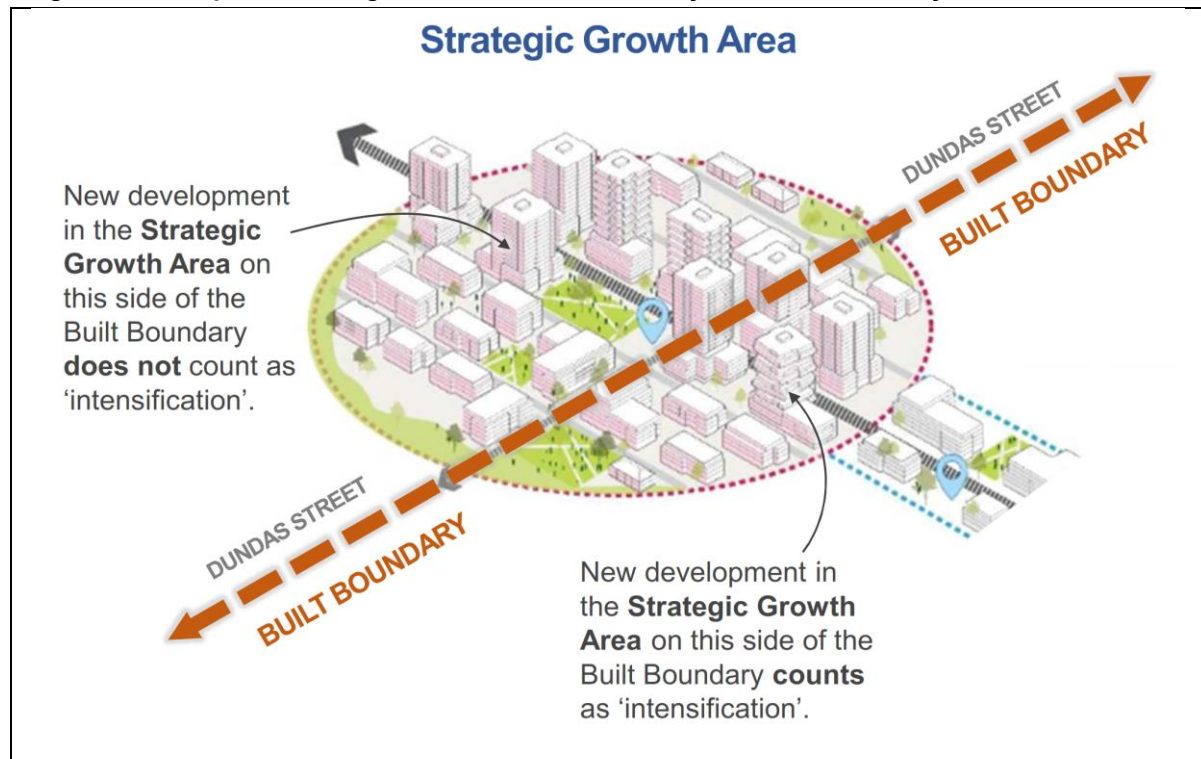 Strategic Growth Area
DUNDAS STREET
BUILT BOUNDARY
New development
in the Strategic
Growth Area on
this side of the
Built Boundary
does not count as
‘intensification’.
DUNDAS STREET
BUILT BOUNDARY
New development in
the Strategic Growth
Area on this side of the
Built Boundary counts
as ‘intensification’.